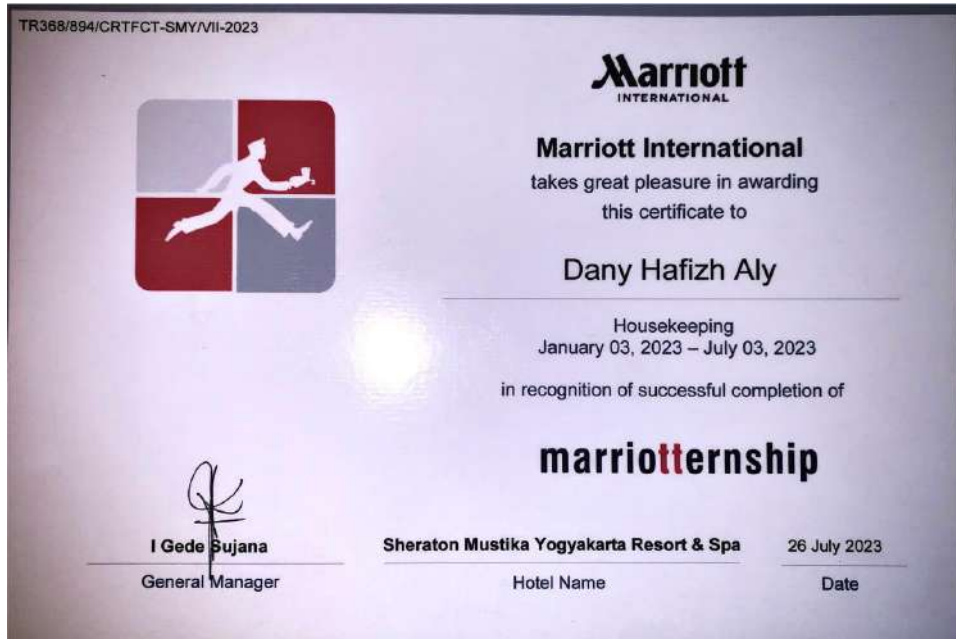 TR368/894/CRTFCT-SMY/VII-2023
Marriott
INTERNATIONAL
Marriott International
takes great pleasure in awarding
this certificate to
Dany Hafizh Aly
Housekeeping
January 03, 2023 – July 03, 2023
in recognition of successful completion of
marriotternship
I Gede Sujana
General Manager
Sheraton Mustika Yogyakarta Resort & Spa
Hotel Name
26 July 2023
Date